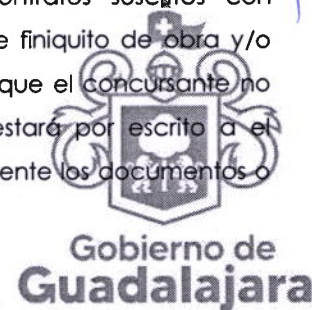 contratos suscritos con
e finiquito de obra y/o
que el concursante no
estará por escrito a el
ente los documentos o
Gobierno de
Guadalajara